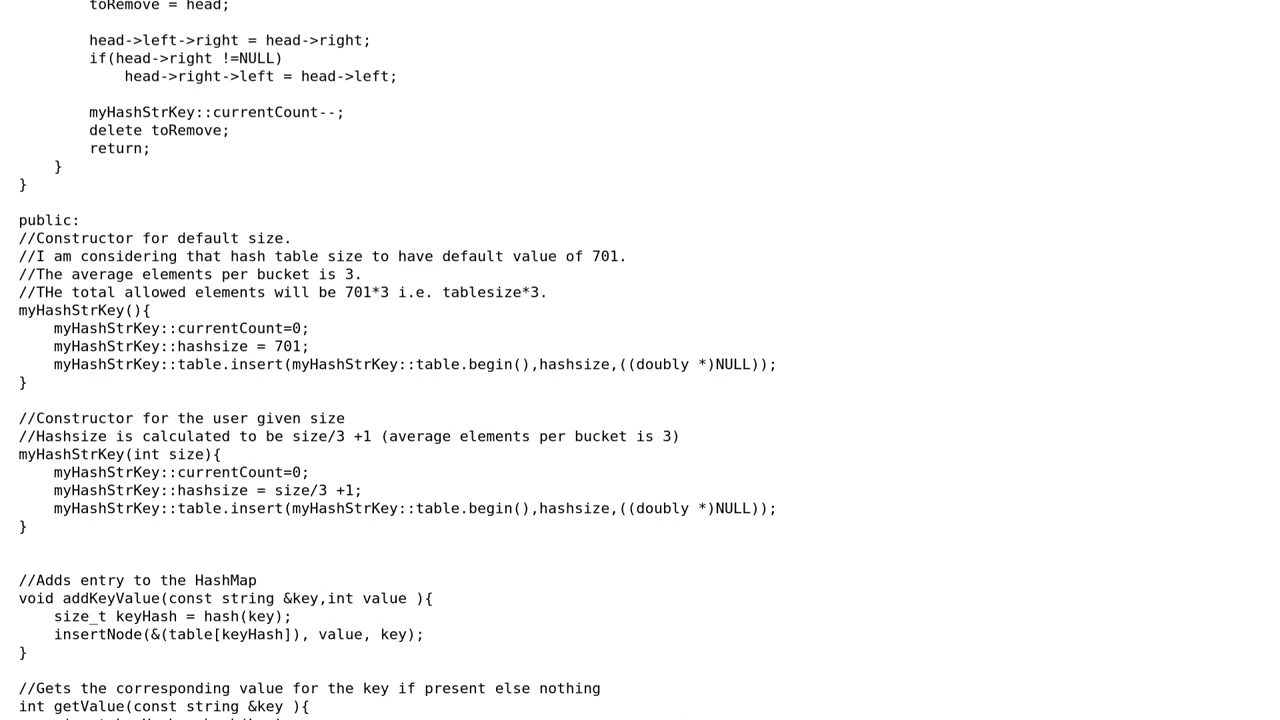 toRemove = head;
head->left->right = head->right;
if(head->right !=NULL)
head->right->left = head->left;
myHashStrKey::currentCount--;
delete toRemove;
return;
}
}
public:
//Constructor for default size.
//I am considering that hash table size to have default value of 701.
//The average elements per bucket is 3.
//THe total allowed elements will be 701*3 i.e. tablesize*3.
myHashStrKey(){
myHashStrKey::currentCount=0;
myHashStrKey::hashsize = 701;
myHashStrKey::table.insert(myHashStrKey::table.begin(),hashsize,((doubly *)NULL));
}
//Constructor for the user given size
//Hashsize is calculated to be size/3 +1 (average elements per bucket is 3)
myHashStrKey(int size){
myHashStrKey::currentCount=0;
myHashStrKey::hashsize = size/3 +1;
myHashStrKey::table.insert(myHashStrKey::table.begin(),hashsize,((doubly *)NULL));
}
//Adds entry to the HashMap
void addKeyValue(const string &key,int value ){
size_t keyHash = hash(key);
insertNode(&(table[keyHash]), value, key);
}
//Gets the corresponding value for the key if present else nothing
int getValue(const string &key ){